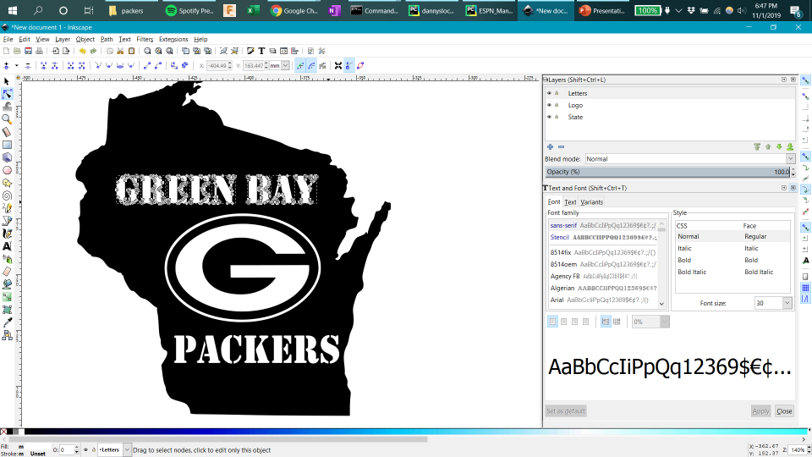 packers
Spotify Pre...
Google Ch...
Command...
dannysloc...
ESPN_Man...
*New doc...
Presentati...
100%
6:47 PM
11/1/2019
*New document 1 - Inkscape
File Edit View Layer Object Path Text Filters Extensions Help
X: -404.49 Y: 163.447 mm
Layers (Shift+Ctrl+L)
Letters
Logo
State
Blend mode: Normal
Opacity (%) 100.0
Text and Font (Shift+Ctrl+T)
Font Text Variants
Font family
Style
sans-serif AaBbCcIiPpQq12369$€¢?.;/
Stencil AABBCCIIPPQQ12369$€¢?.;
8514fix AaBbCcIiPpQq12369$€¢?.;/()
8514oem AaBbCcIiPpQq12369$€¢?.;/
Agency FB AaBbCcIiPpQq12369$€¢?.;/()
Algerian
Arial AaBbCcIiPpQq12369$€¢?.;/()
CSS Face
Normal Regular
Italic Italic
Bold Bold
Bold Italic Bold Italic
Font size: 30
0%
AaBbCcIiPpQq12369$€¢...
Set as default Apply Close
GREEN BAY
G
PACKERS
Fill: m
Stroke: m Unset
O: 0
Letters
Drag to select nodes, click to edit only this object
X: -362.67
Y: 182.37
Z: 140%